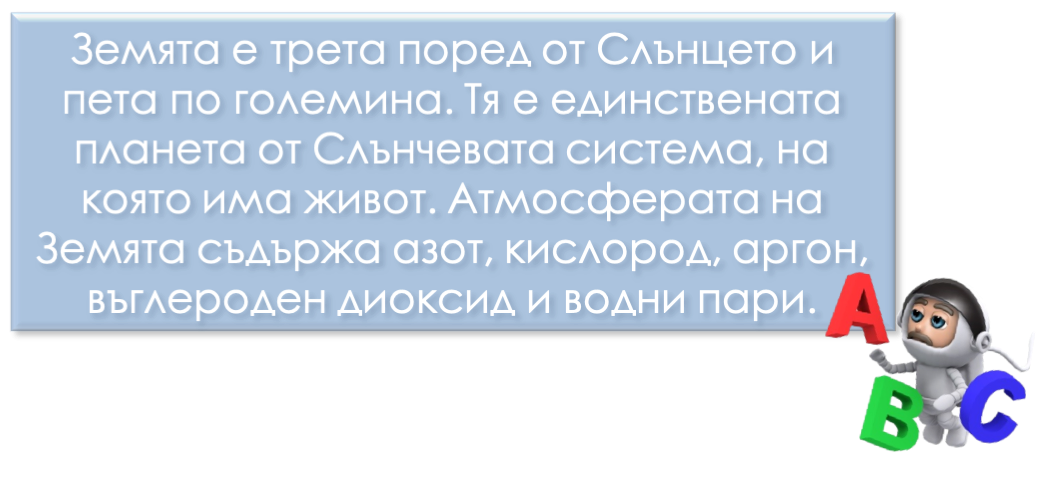 Земята е трета поред от Слънцето и
пета по големина. Тя е единствената
планета от Слънчевата система, на
която има живот. Атмосферата на
Земята съдържа азот, кислород, аргон,
въглероден диоксид и водни пари.
A
B C